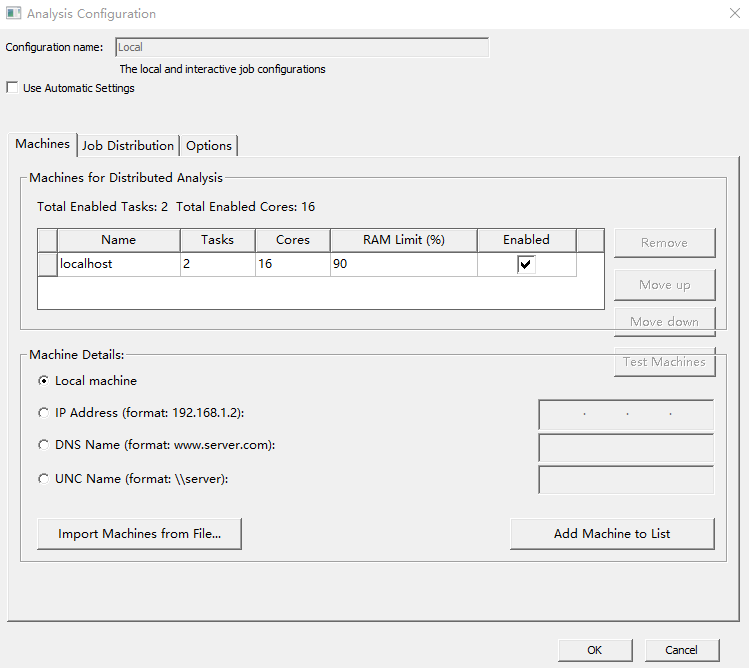 Analysis Configuration
Configuration name: Local
The local and interactive job configurations
Use Automatic Settings
Machines Job Distribution Options
Machines for Distributed Analysis
Total Enabled Tasks: 2 Total Enabled Cores: 16
Name Tasks Cores RAM Limit (%) Enabled
localhost 2 16 90
Remove
Move up
Move down
Test Machines
Machine Details:
Local machine
IP Address (format: 192.168.1.2):
DNS Name (format: www.server.com):
UNC Name (format: \\server):
Import Machines from File... Add Machine to List
OK Cancel